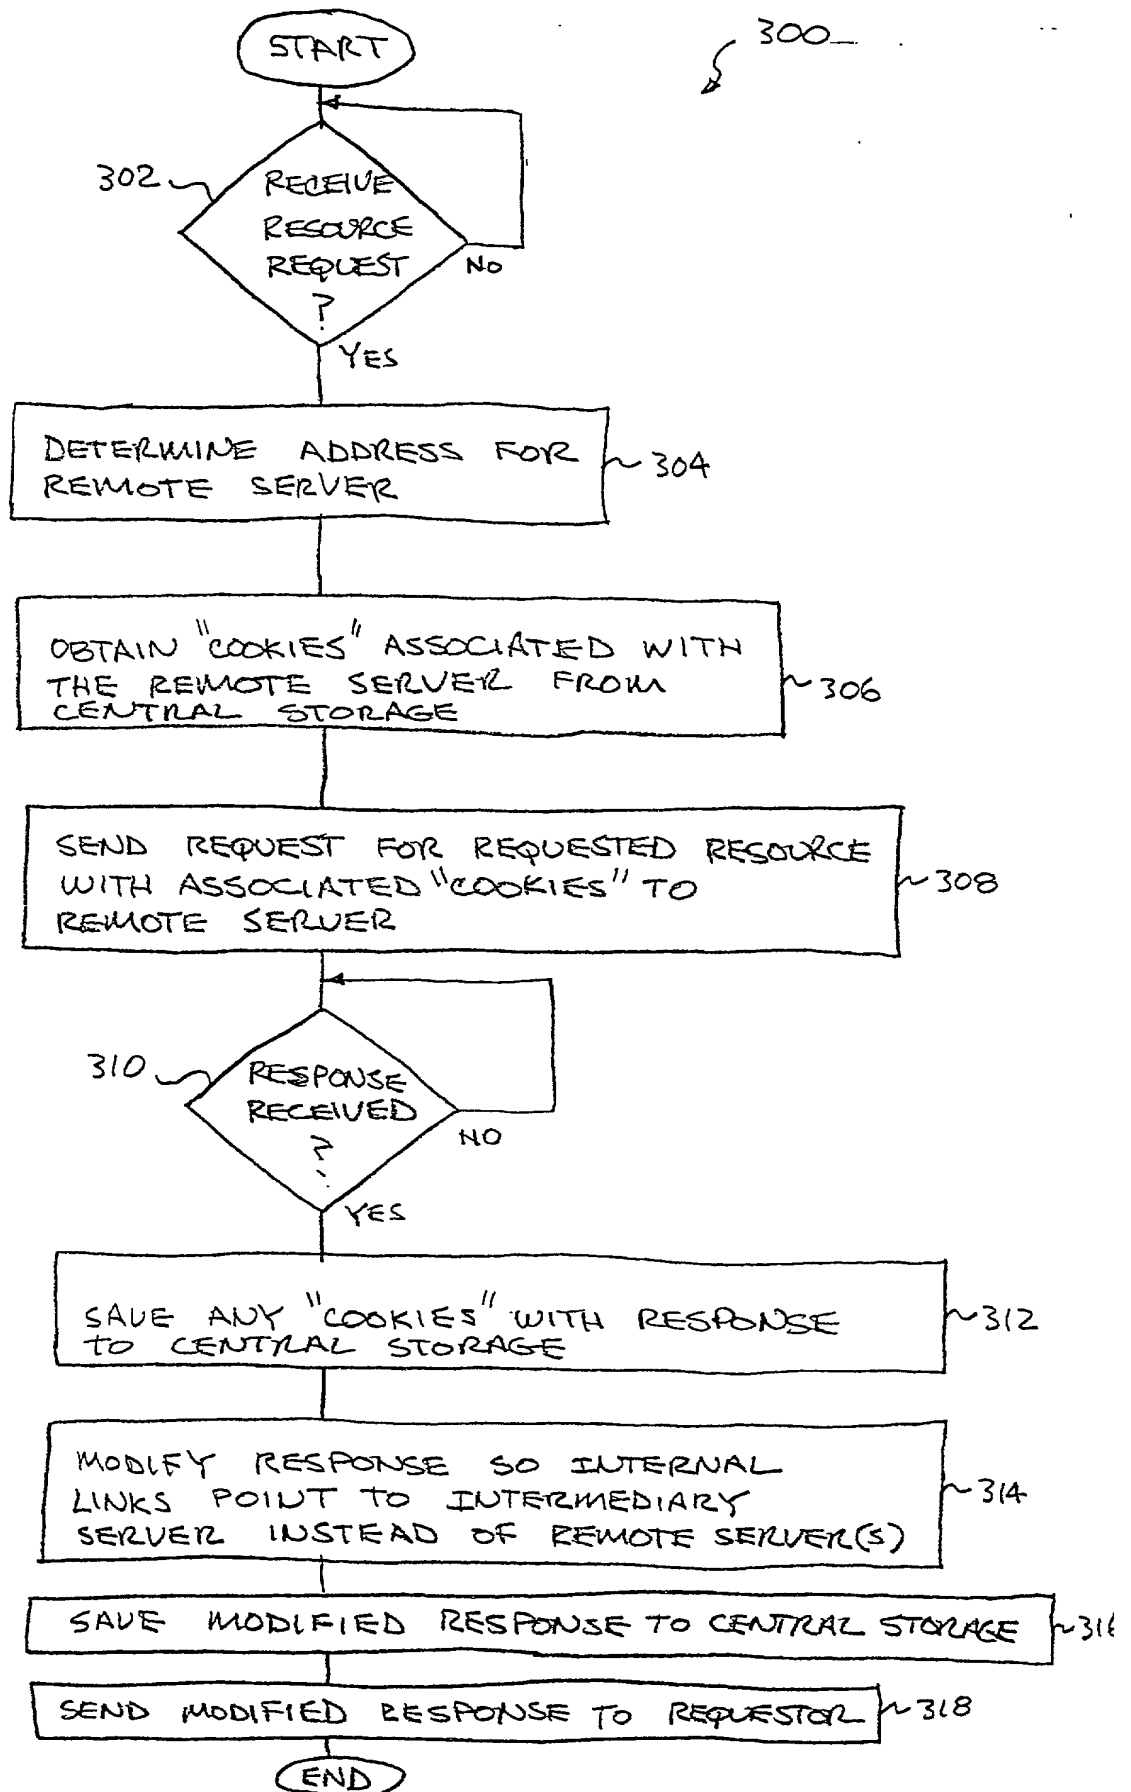 START
300
302
RECEIVE
RESOURCE
REQUEST
?
NO
YES
DETERMINE ADDRESS FOR
REMOTE SERVER
304
OBTAIN "COOKIES" ASSOCIATED WITH
THE REMOTE SERVER FROM
CENTRAL STORAGE
306
SEND REQUEST FOR REQUESTED RESOURCE
WITH ASSOCIATED "COOKIES" TO
REMOTE SERVER
308
310
RESPONSE
RECEIVED
?
NO
YES
SAVE ANY "COOKIES" WITH RESPONSE
TO CENTRAL STORAGE
312
MODIFY RESPONSE SO INTERNAL
LINKS POINT TO INTERMEDIARY
SERVER INSTEAD OF REMOTE SERVER(S)
314
SAVE MODIFIED RESPONSE TO CENTRAL STORAGE
SEND MODIFIED RESPONSE TO REQUESTOR
318
END